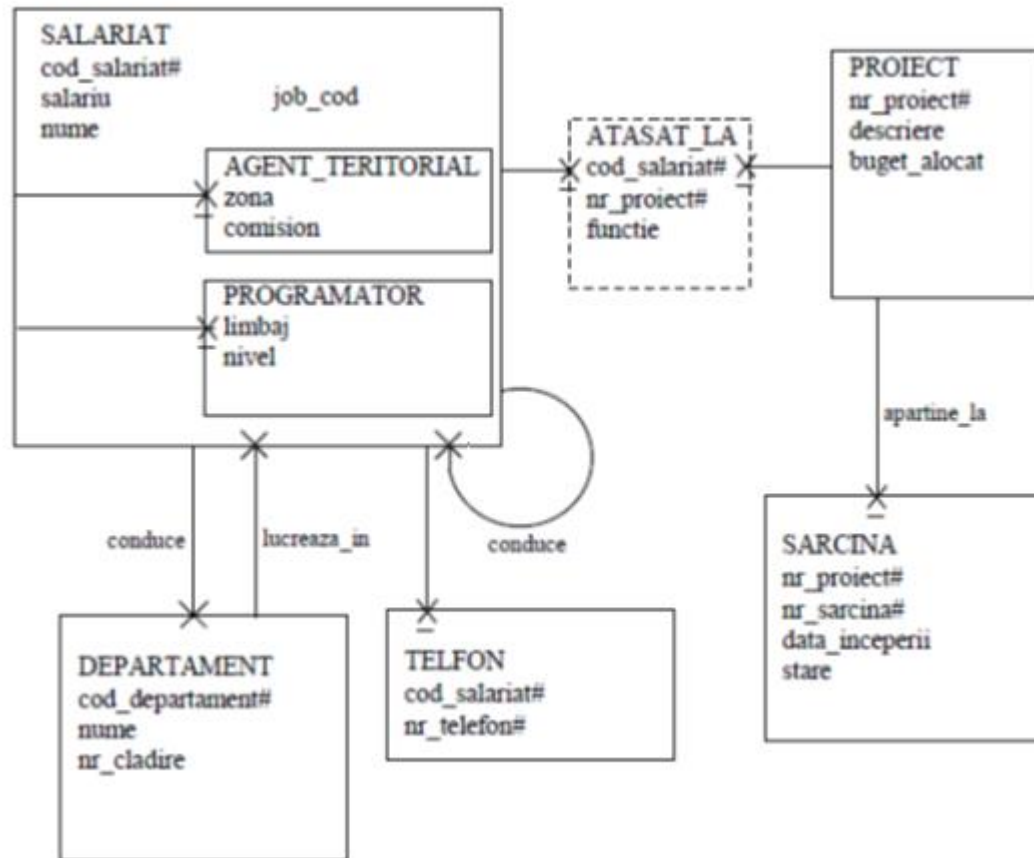 SALARIAT
cod_salariat#
salariu
job_cod
nume
AGENT_TERITORIAL
zona
comision
PROGRAMATOR
limbaj
nivel
ATASAT_LA
cod_salariat#
nr_proiect#
functie
PROIECT
nr_proiect#
descriere
buget_alocat
apartine_la
conduce
lucreaza_in
conduce
SARCINA
nr_proiect#
nr_sarcina#
data_inceperii
stare
DEPARTAMENT
cod_departament#
nume
nr_cladire
TELFON
cod_salariat#
nr_telefon#